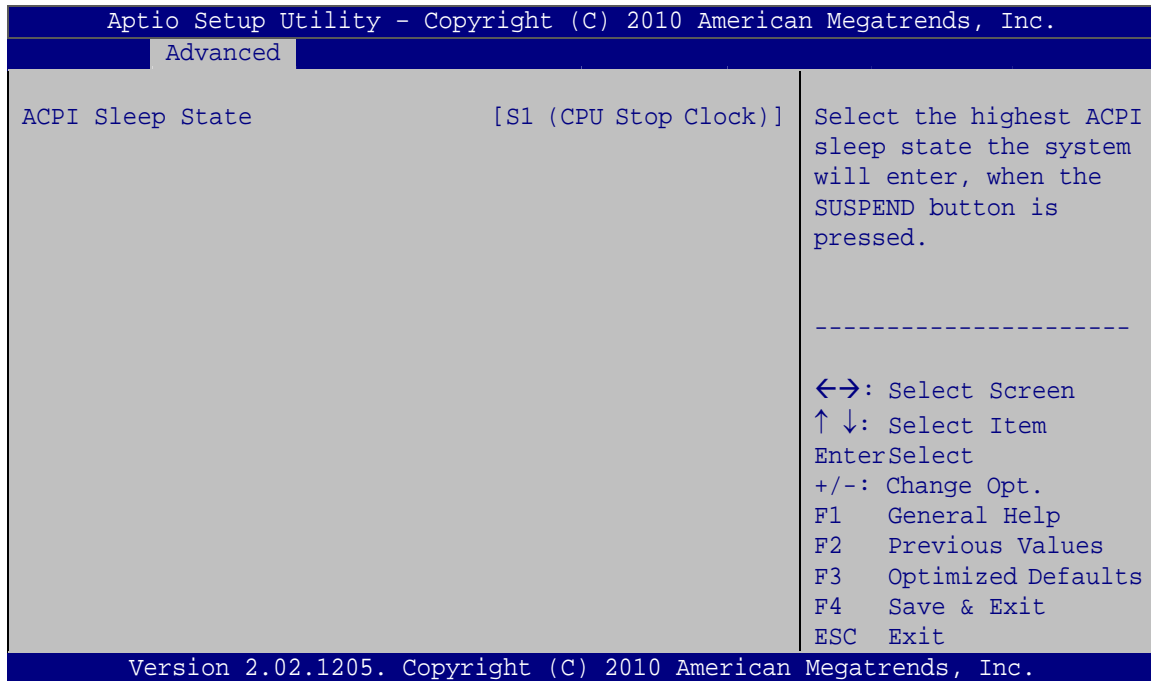 Aptio Setup Utility – Copyright (C) 2010 American Megatrends, Inc.
Advanced
ACPI Sleep State [S1 (CPU Stop Clock)]
Select the highest ACPI
sleep state the system
will enter, when the
SUSPEND button is
pressed.
----------------------
←→: Select Screen
↑ ↓: Select Item
EnterSelect
+/-: Change Opt.
F1 General Help
F2 Previous Values
F3 Optimized Defaults
F4 Save & Exit
ESC Exit
Version 2.02.1205. Copyright (C) 2010 American Megatrends, Inc.